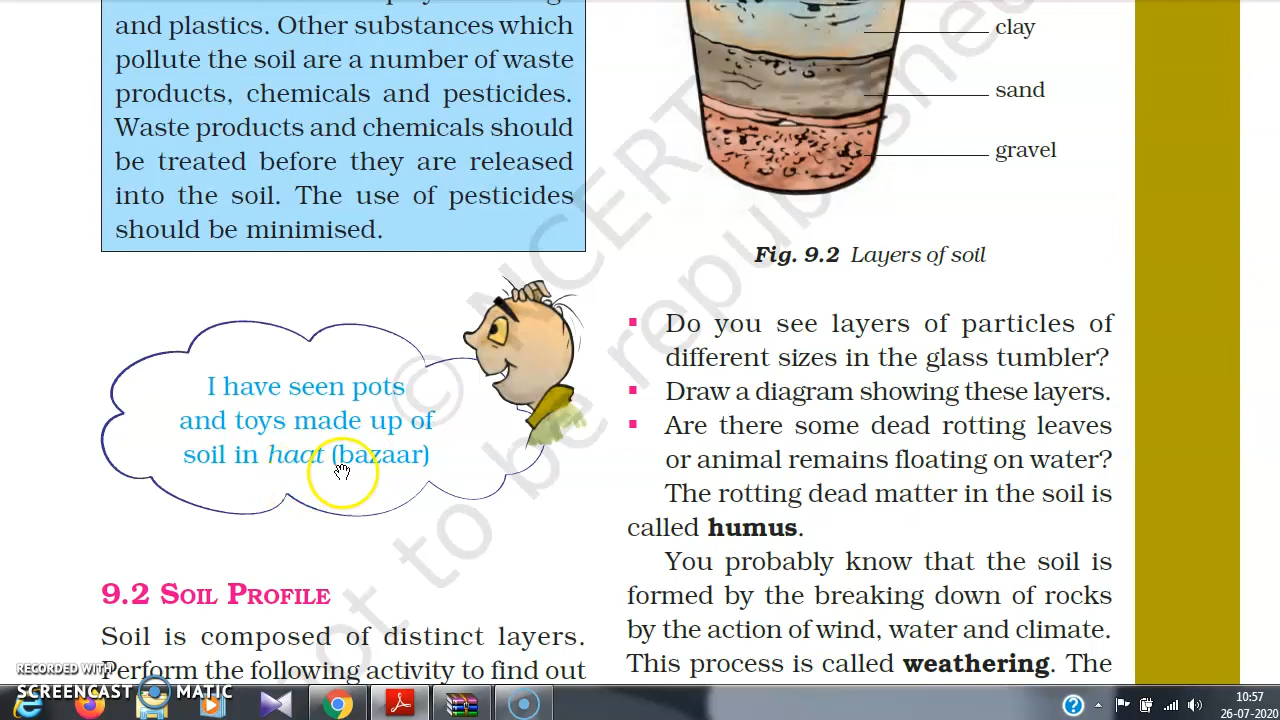 and plastics. Other substances which
pollute the soil are a number of waste
products, chemicals and pesticides.
Waste products and chemicals should
be treated before they are released
into the soil. The use of pesticides
should be minimised.
I have seen pots
and toys made up of
soil in haat (bazaar)
9.2 SOIL PROFILE
Soil is composed of distinct layers.
Perform the following activity to find out
clay
sand
gravel
Fig. 9.2 Layers of soil
▪ Do you see layers of particles of
different sizes in the glass tumbler?
▪ Draw a diagram showing these layers.
▪ Are there some dead rotting leaves
or animal remains floating on water?
The rotting dead matter in the soil is
called humus.
You probably know that the soil is
formed by the breaking down of rocks
by the action of wind, water and climate.
This process is called weathering. The
© NCERT
not to be republished
RECORDED WITH
SCREENCAST MATIC
10:57
26-07-2020